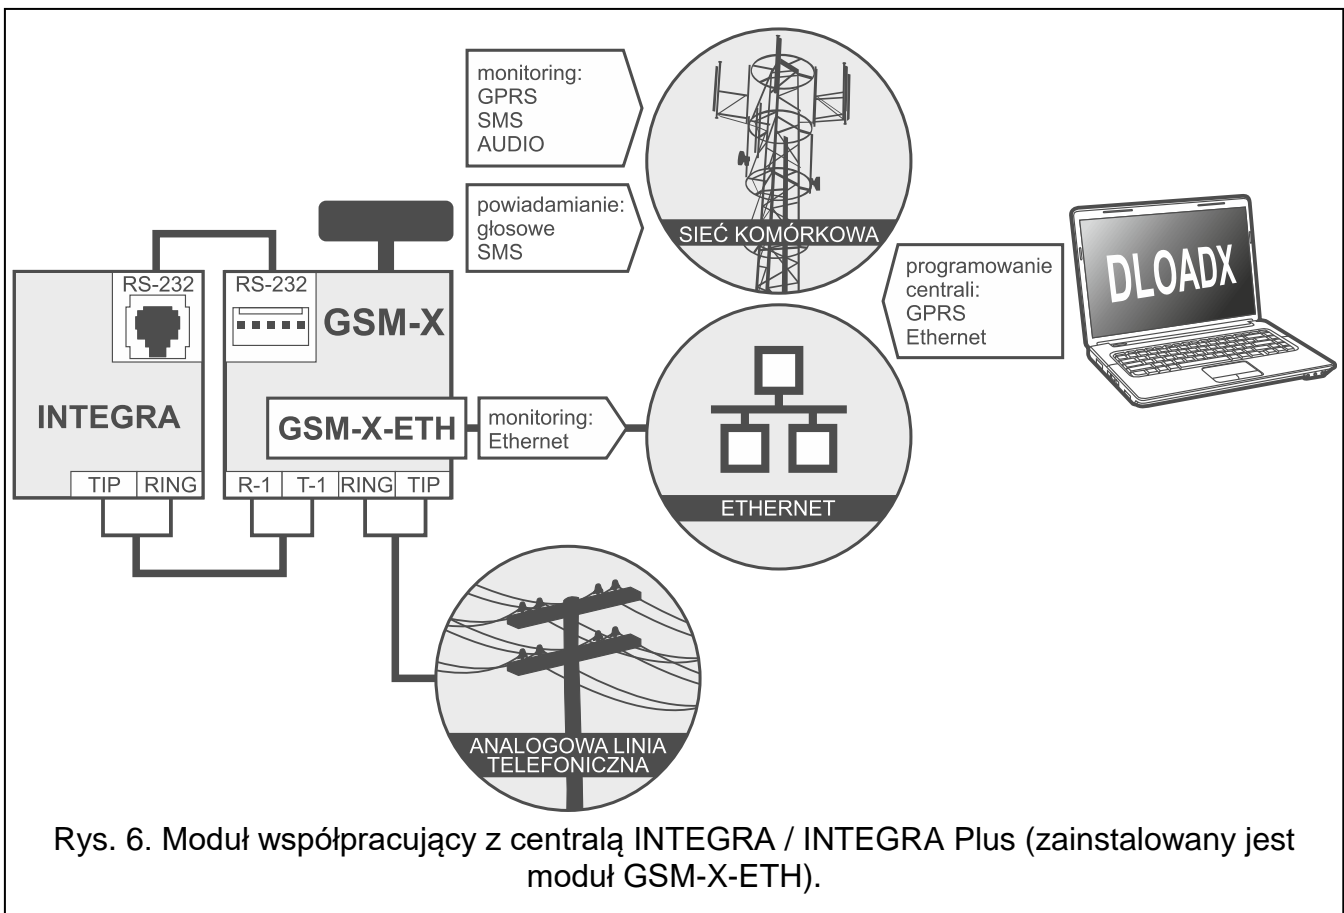 monitoring:
GPRS
SMS
AUDIO
powiadamianie:
głosowe
SMS
SIEĆ KOMÓRKOWA
programowanie
centrali:
GPRS
Ethernet
DLOADX
RS-232
RS-232
GSM-X
INTEGRA
GSM-X-ETH
monitoring:
Ethernet
TIP
RING
R-1
T-1
RING
TIP
ETHERNET
ANALOGOWA LINIA
TELEFONICZNA
Rys. 6. Moduł współpracujący z centralą INTEGRA / INTEGRA Plus (zainstalowany jest
moduł GSM-X-ETH).